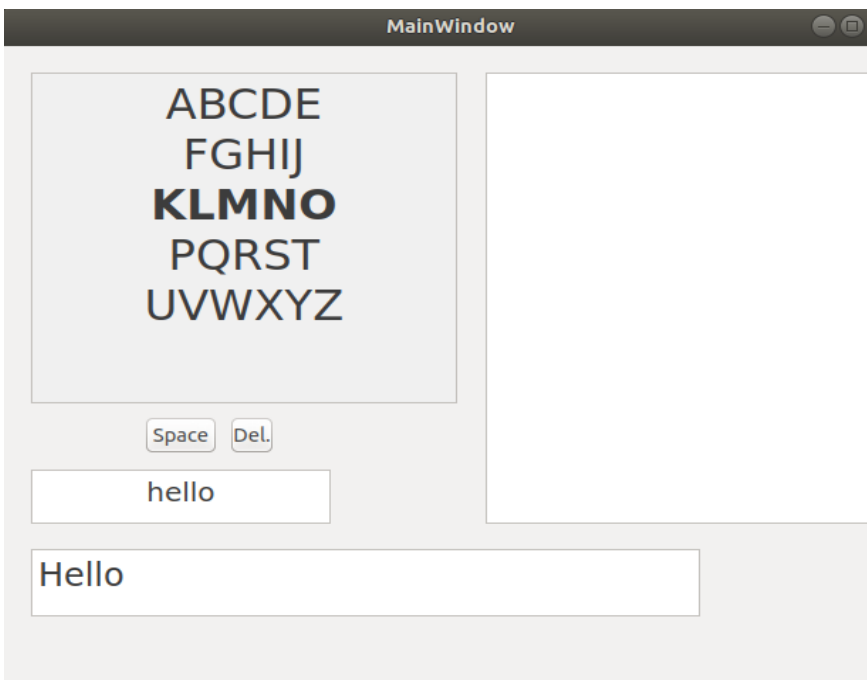 MainWindow
ABCDE
FGHIJ
KLMNO
PQRST
UVWXYZ
Space Del.
hello
Hello